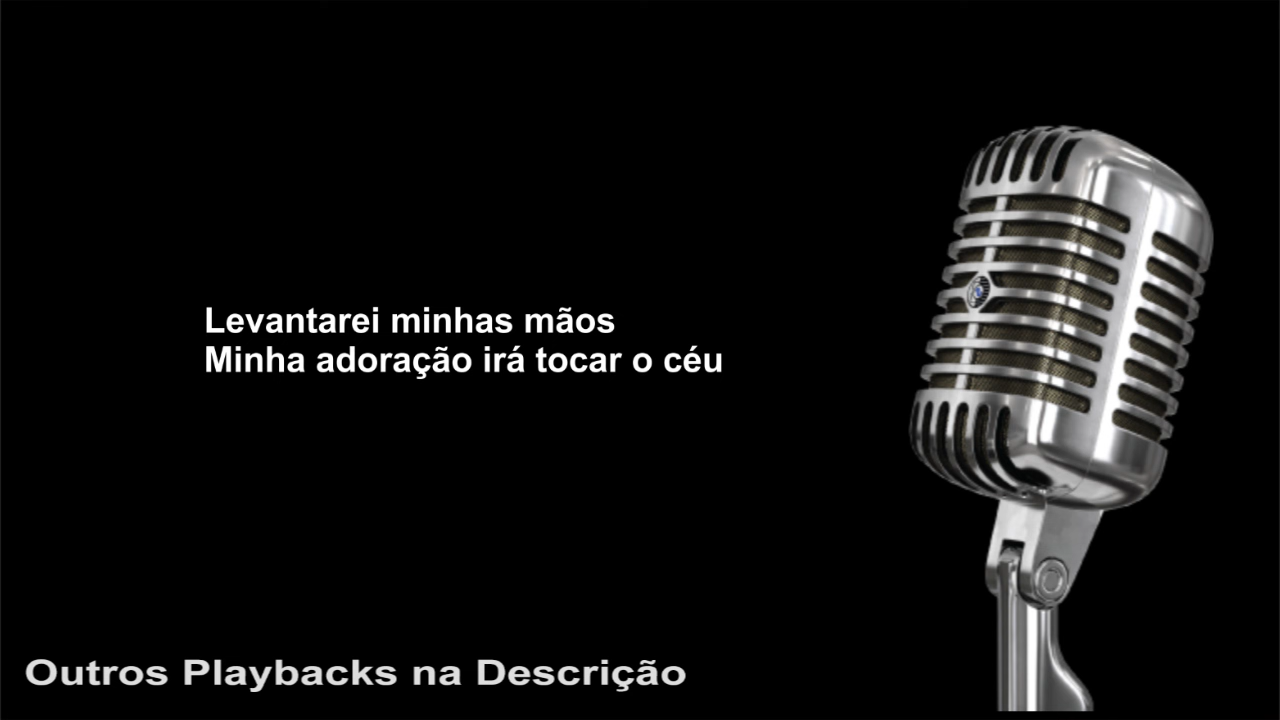 Levantarei minhas mãos
Minha adoração irá tocar o céu
Outros Playbacks na Descrição